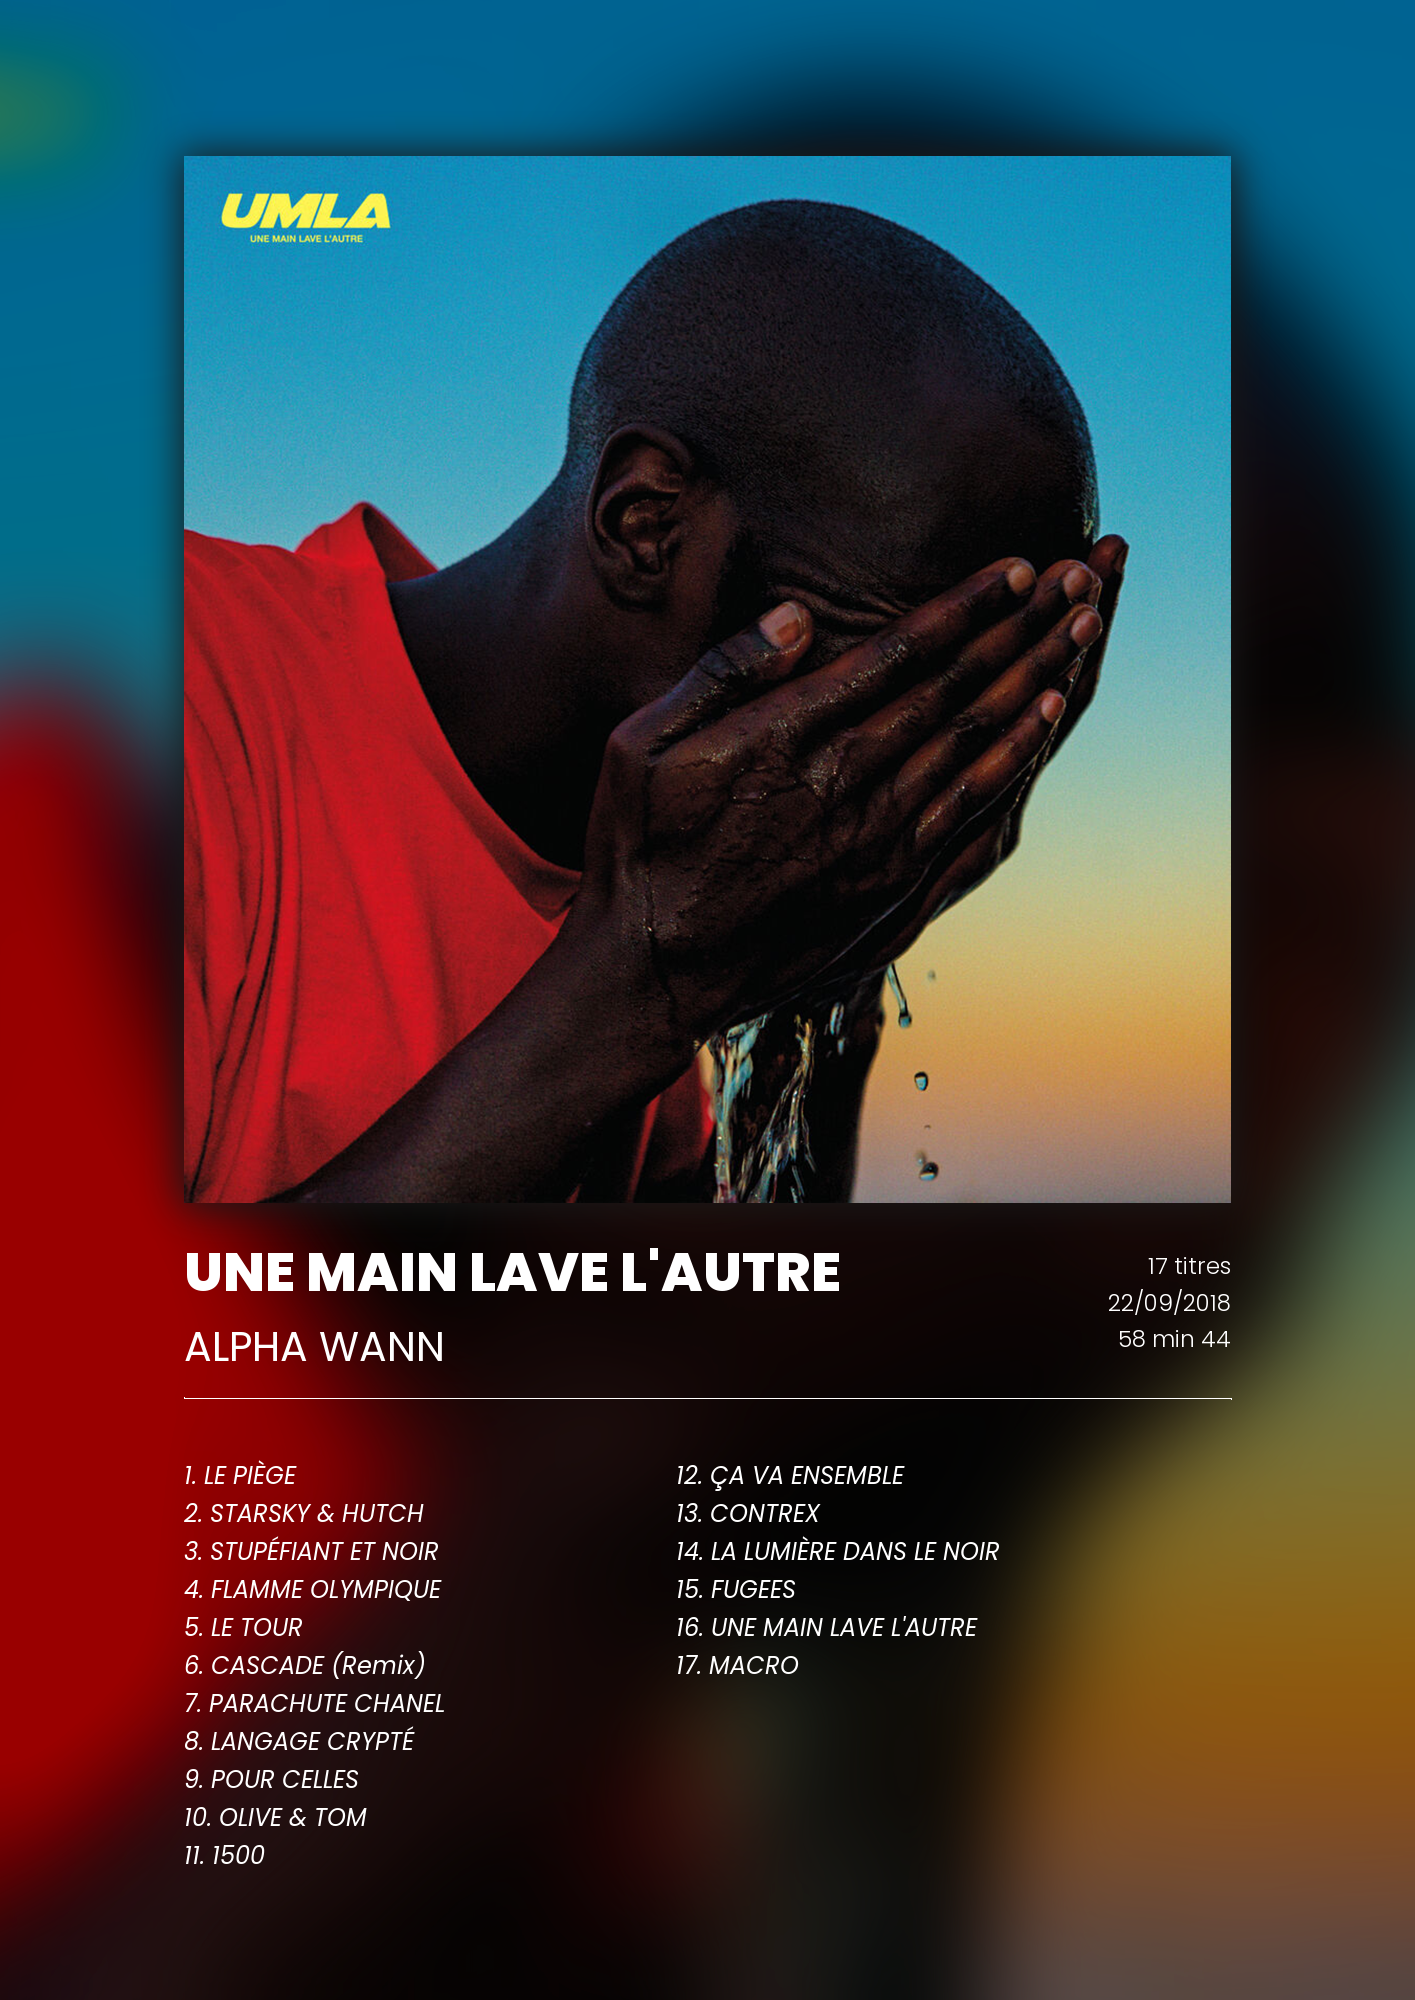 UMLA
UNE MAIN LAVE L'AUTRE
UNE MAIN LAVE L'AUTRE
ALPHA WANN
17 titres
22/09/2018
58 min 44
1. LE PIÈGE
2. STARSKY & HUTCH
3. STUPÉFIANT ET NOIR
4. FLAMME OLYMPIQUE
5. LE TOUR
6. CASCADE (Remix)
7. PARACHUTE CHANEL
8. LANGAGE CRYPTÉ
9. POUR CELLES
10. OLIVE & TOM
11. 1500
12. ÇA VA ENSEMBLE
13. CONTREX
14. LA LUMIÈRE DANS LE NOIR
15. FUGEES
16. UNE MAIN LAVE L'AUTRE
17. MACRO